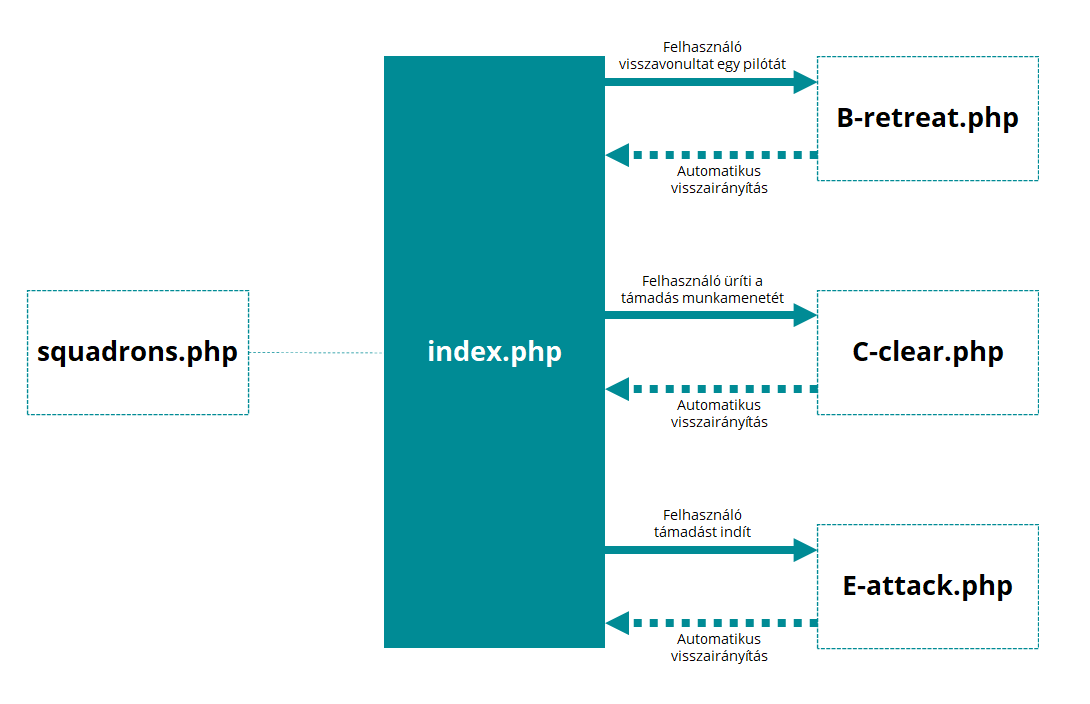 squadrons.php
index.php
Felhasználó
visszavonultat egy pilótát
B-retreat.php
Automatikus
visszairányítás
Felhasználó üríti a
támadás munkamenetét
C-clear.php
Automatikus
visszairányítás
Felhasználó
támadást indít
E-attack.php
Automatikus
visszairányítás